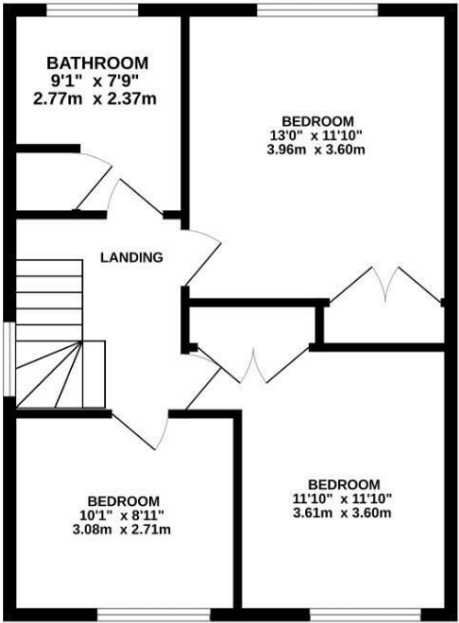 BATHROOM
9'1" x 7'9"
2.77m x 2.37m
BEDROOM
13'0" x 11'10"
3.96m x 3.60m
LANDING
BEDROOM
10'1" x 8'11"
3.08m x 2.71m
BEDROOM
11'10" x 11'10"
3.61m x 3.60m